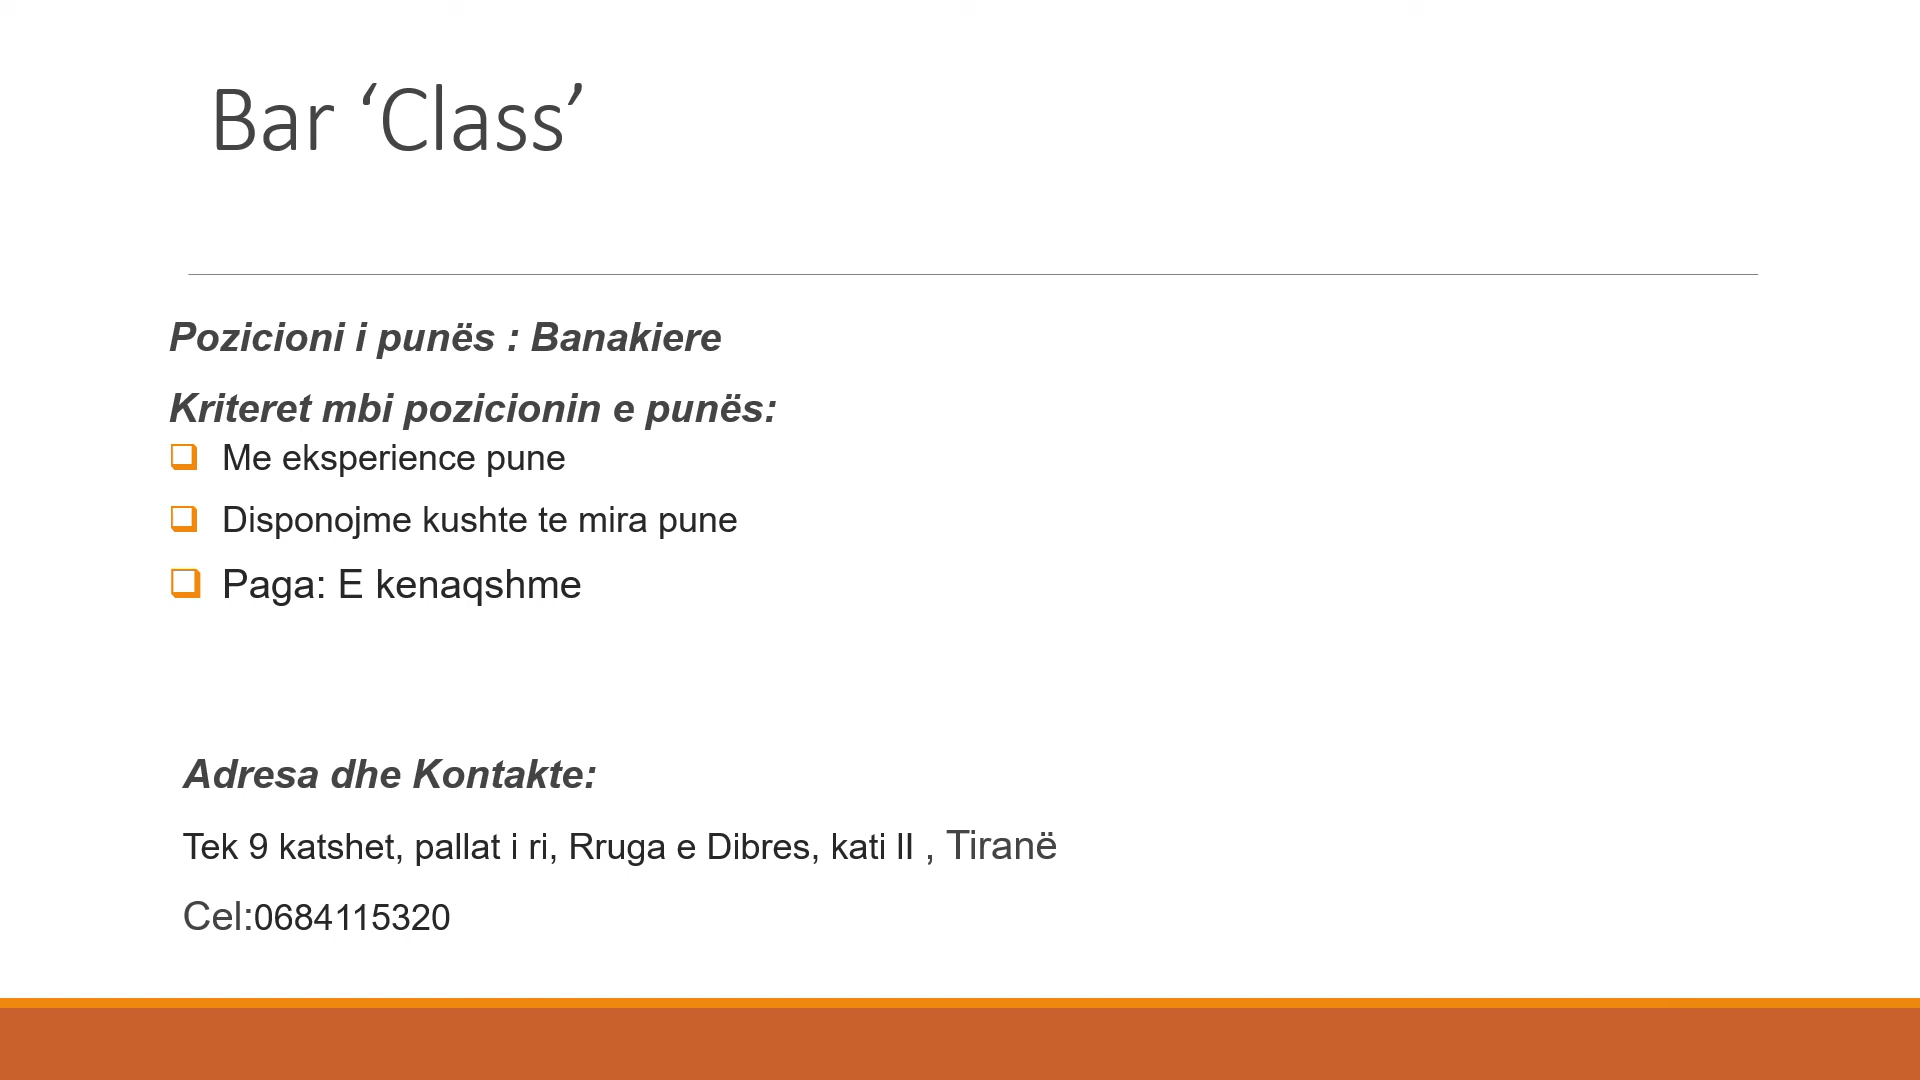 Bar ‘Class’
Pozicioni i punës : Banakiere
Kriteret mbi pozicionin e punës:
Me eksperience pune
Disponojme kushte te mira pune
Paga: E kenaqshme
Adresa dhe Kontakte:
Tek 9 katshet, pallat i ri, Rruga e Dibres, kati II , Tiranë
Cel:0684115320